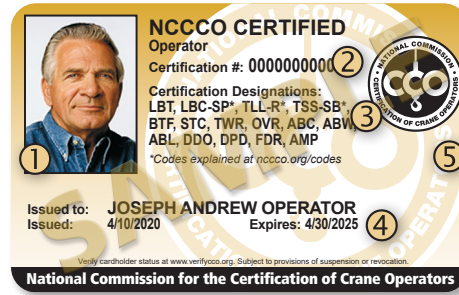 NCCCO CERTIFIED
Operator
Certification #: 0000000000
2
Certification Designations:
LBT, LBC-SP*, TLL-R*, TSS-SB*,
BTF, STC, TWR, OVR, ABC, ABW,
ABL, DDO, DPD, FDR, AMP
3
*Codes explained at nccco.org/codes
NATIONAL COMMISSION
CCO
CERTIFICATION OF CRANE OPERATORS
5
1
SAMPLE
Issued to: JOSEPH ANDREW OPERATOR
Issued: 4/10/2020 Expires: 4/30/2025
4
Verify cardholder status at www.verifycco.org. Subject to provisions of suspension or revocation.
National Commission for the Certification of Crane Operators